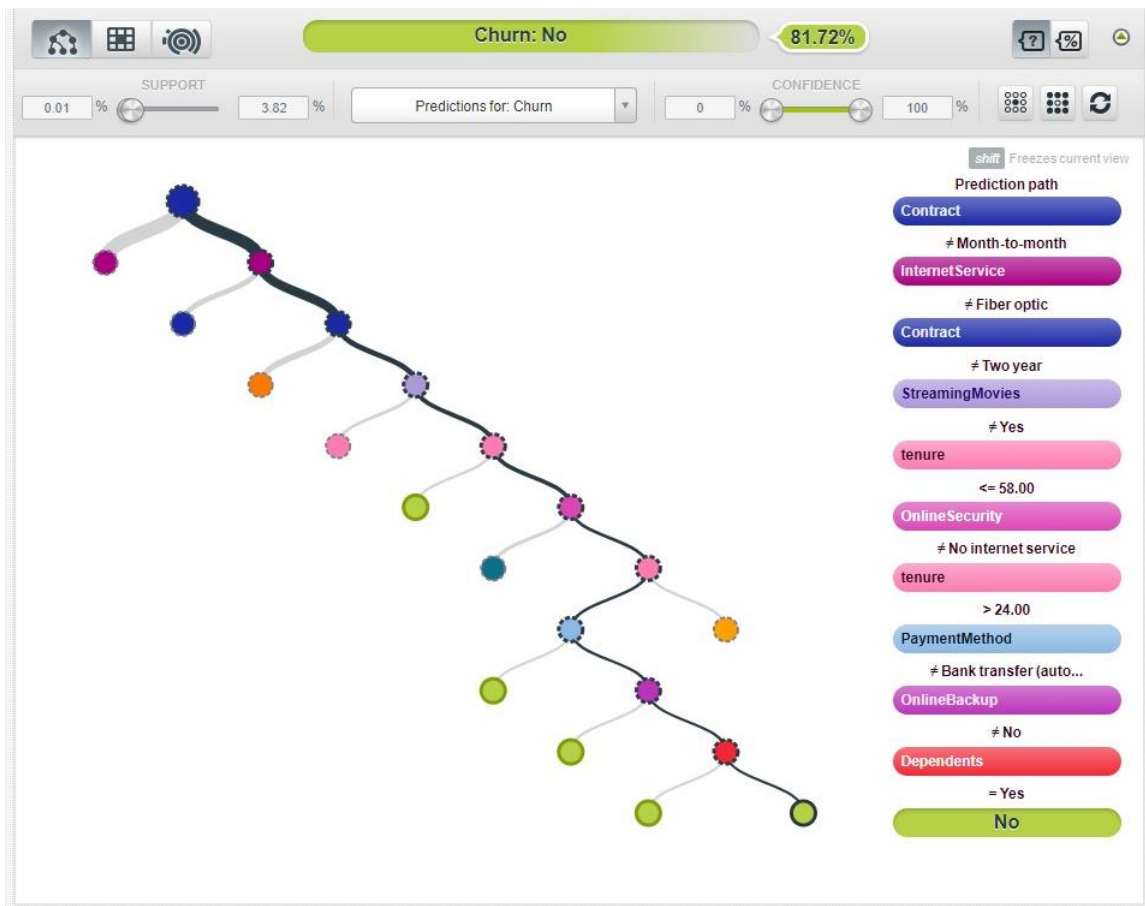 Churn: No
81.72%
SUPPORT
0.01 %
3.82 %
Predictions for: Churn
CONFIDENCE
0 %
100 %
shift Freezes current view
Prediction path
Contract
≠ Month-to-month
InternetService
≠ Fiber optic
Contract
≠ Two year
StreamingMovies
≠ Yes
tenure
<= 58.00
OnlineSecurity
≠ No internet service
tenure
> 24.00
PaymentMethod
≠ Bank transfer (auto...
OnlineBackup
≠ No
Dependents
= Yes
No